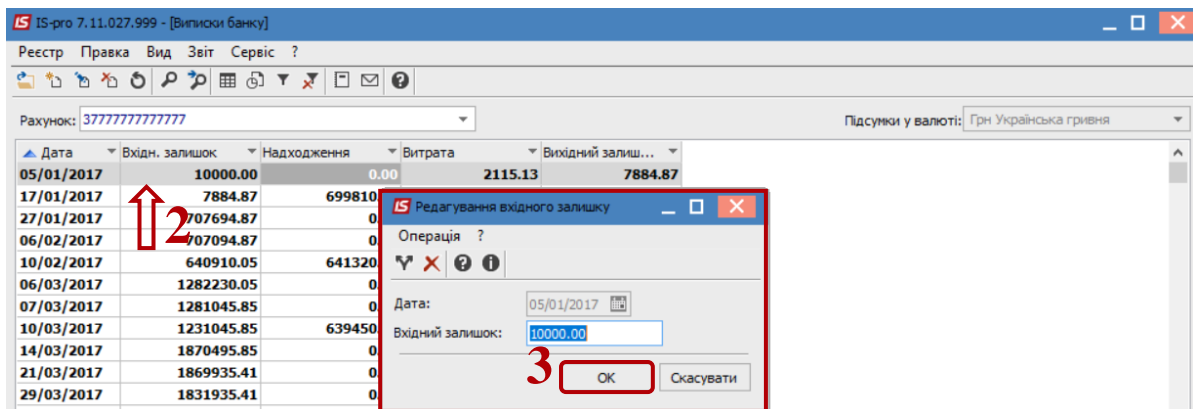 IS-pro 7.11.027.999 - [Виписки банку]
Реєстр Правка Вид Звіт Сервіс ?
Рахунок: 37777777777777 Підсумки у валюті: Грн Українська гривня
Дата Вхідн. залишок Надходження Витрата Вихідний залиш...
05/01/2017 10000.00 0.00 2115.13 7884.87
17/01/2017 7884.87 699810.
27/01/2017 707694.87 0.
06/02/2017 707094.87 0.
10/02/2017 640910.05 641320.
06/03/2017 1282230.05 0.
07/03/2017 1281045.85 0.
10/03/2017 1231045.85 639450.
14/03/2017 1870495.85 0.
21/03/2017 1869935.41 0.
29/03/2017 1831935.41 0.
2
Редагування вхідного залишку
Операція ?
Дата: 05/01/2017
Вхідний залишок: 10000.00
3
OK Скасувати